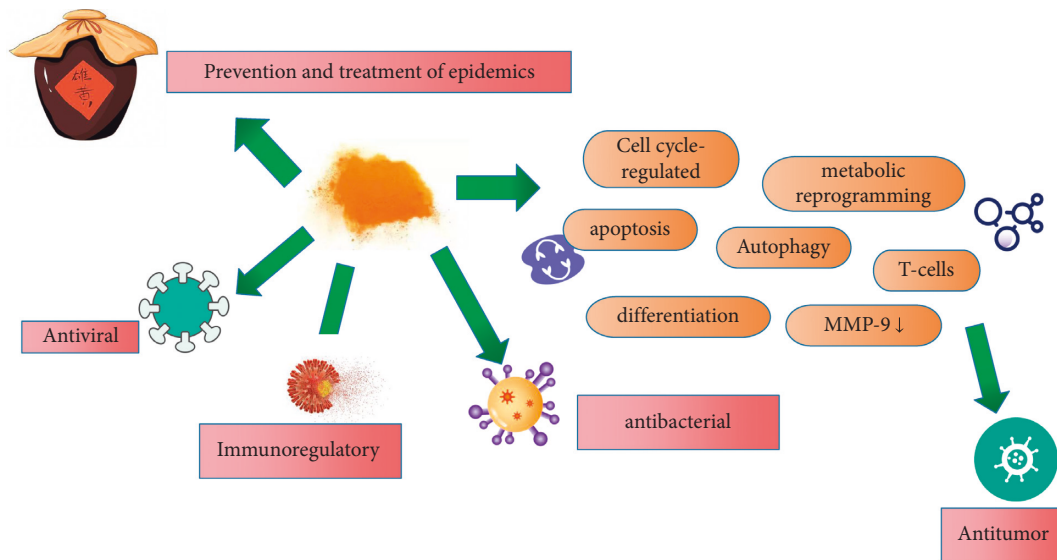 雄
黄
Prevention and treatment of epidemics
Cell cycle-
regulated
metabolic
reprogramming
apoptosis
Autophagy
T-cells
differentiation
MMP-9 ↓
Antiviral
Immunoregulatory
antibacterial
Antitumor